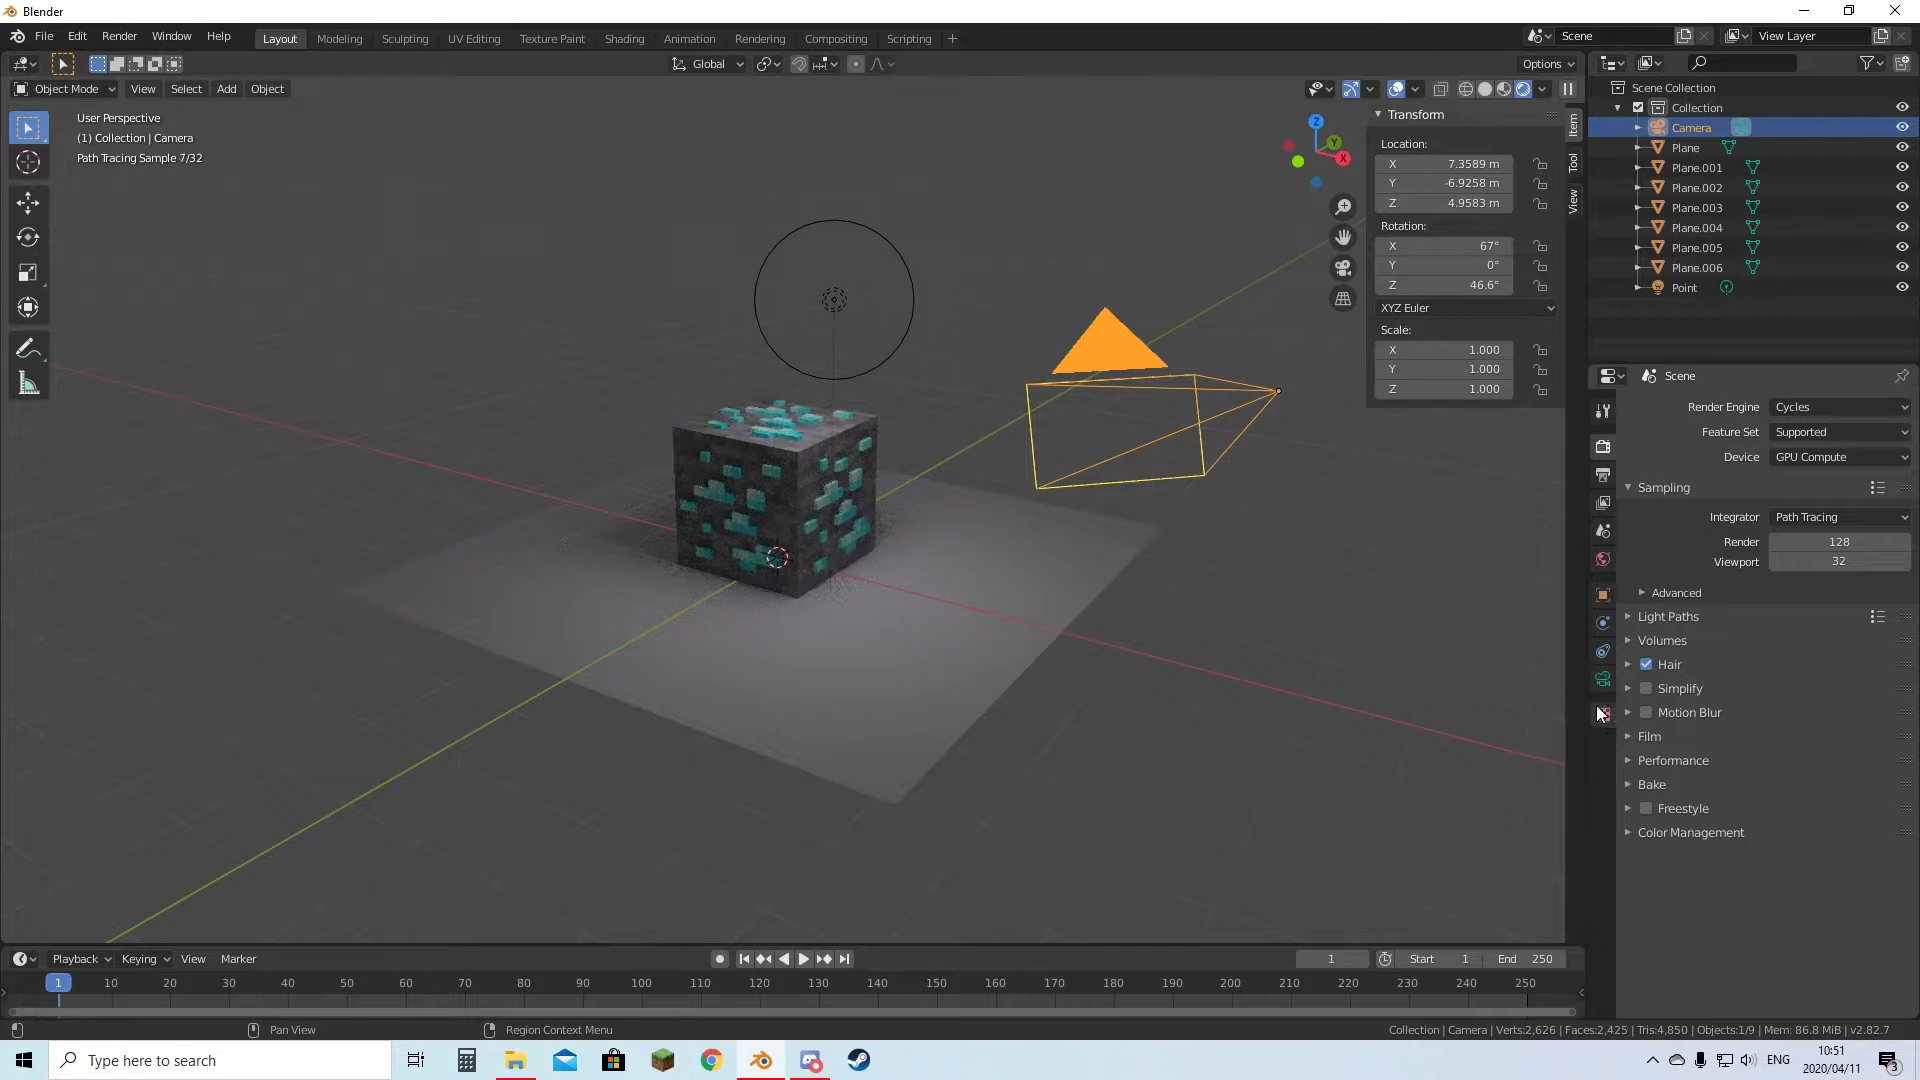 Blender
File Edit Render Window Help Layout Modeling Sculpting UV Editing Texture Paint Shading Animation Rendering Compositing Scripting + Scene View Layer
Global Options
Object Mode View Select Add Object
User Perspective
(1) Collection | Camera
Path Tracing Sample 7/32
Z
Y
X
Transform
Location:
X 7.3589 m
Y -6.9258 m
Z 4.9583 m
Rotation:
X 67°
Y 0°
Z 46.6°
XYZ Euler
Scale:
X 1.000
Y 1.000
Z 1.000
Item
Tool
View
Scene Collection
Collection
Camera
Plane
Plane.001
Plane.002
Plane.003
Plane.004
Plane.005
Plane.006
Point
Scene
Render Engine Cycles
Feature Set Supported
Device GPU Compute
Sampling
Integrator Path Tracing
Render 128
Viewport 32
Advanced
Light Paths
Volumes
Hair
Simplify
Motion Blur
Film
Performance
Bake
Freestyle
Color Management
Playback Keying View Marker 1 Start 1 End 250
1 10 20 30 40 50 60 70 80 90 100 110 120 130 140 150 160 170 180 190 200 210 220 230 240 250
Pan View Region Context Menu Collection | Camera | Verts:2,626 | Faces:2,425 | Tris:4,850 | Objects:1/9 | Mem: 86.8 MiB | v2.82.7
Type here to search ENG
10:51
2020/04/11
3